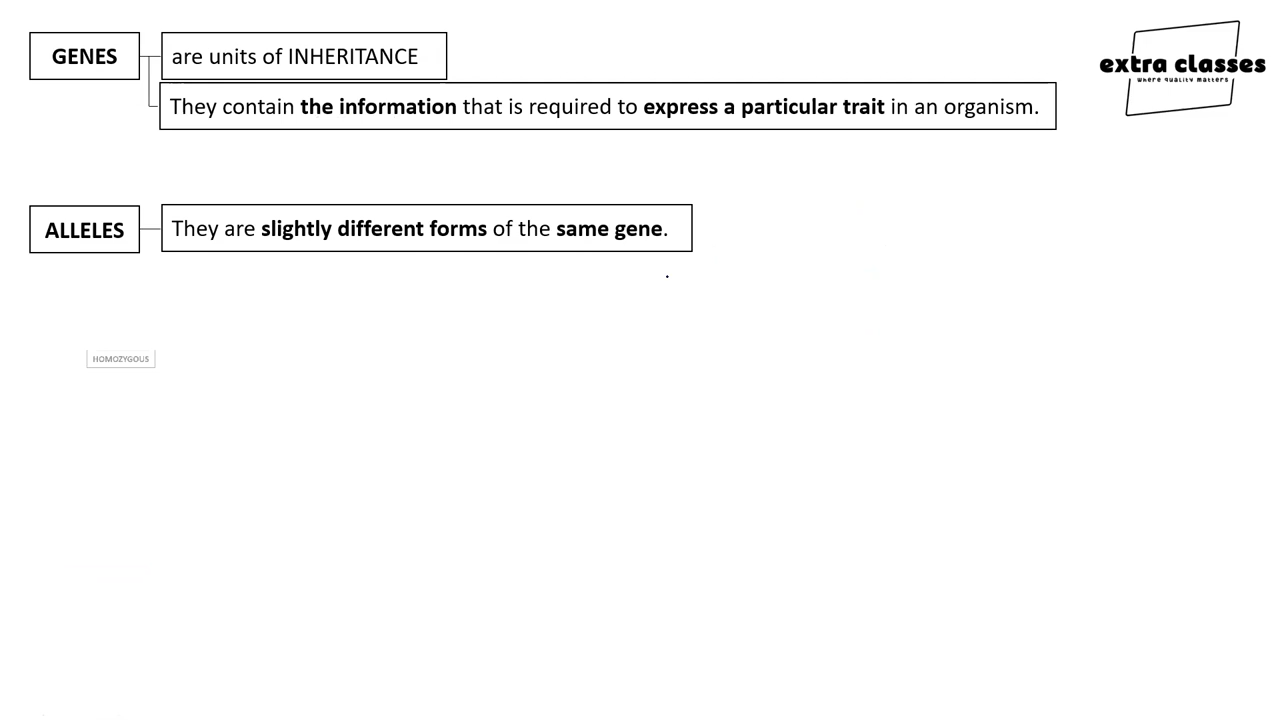 GENES
are units of INHERITANCE
They contain the information that is required to express a particular trait in an organism.
extra classes
where quality matters
ALLELES
They are slightly different forms of the same gene.
HOMOZYGOUS